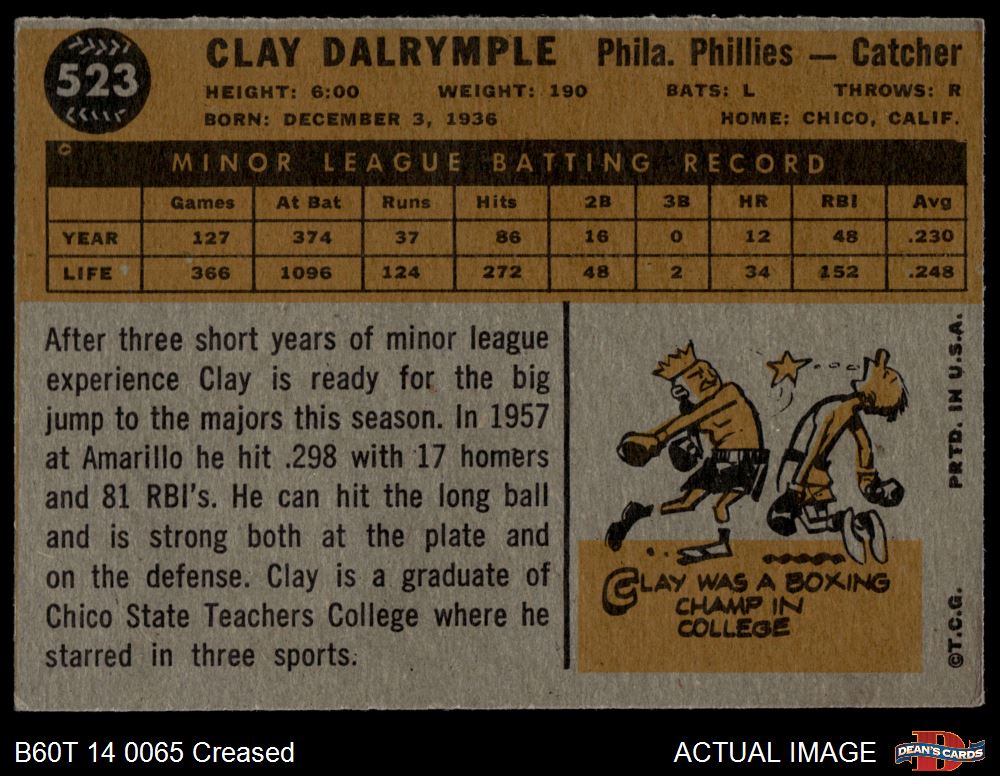 523
CLAY DALRYMPLE Phila. Phillies — Catcher
HEIGHT: 6:00 WEIGHT: 190 BATS: L THROWS: R
BORN: DECEMBER 3, 1936 HOME: CHICO, CALIF.
MINOR LEAGUE BATTING RECORD
Games At Bat Runs Hits 2B 3B HR RBI Avg
YEAR 127 374 37 86 16 0 12 48 .230
LIFE 366 1096 124 272 48 2 34 152 .248
After three short years of minor league
experience Clay is ready for the big
jump to the majors this season. In 1957
at Amarillo he hit .298 with 17 homers
and 81 RBI's. He can hit the long ball
and is strong both at the plate and
on the defense. Clay is a graduate of
Chico State Teachers College where he
starred in three sports.
CLAY WAS A BOXING
CHAMP IN
COLLEGE
©T.C.G. PRTD. IN U.S.A.
B60T 14 0065 Creased ACTUAL IMAGE
DEAN'S CARDS